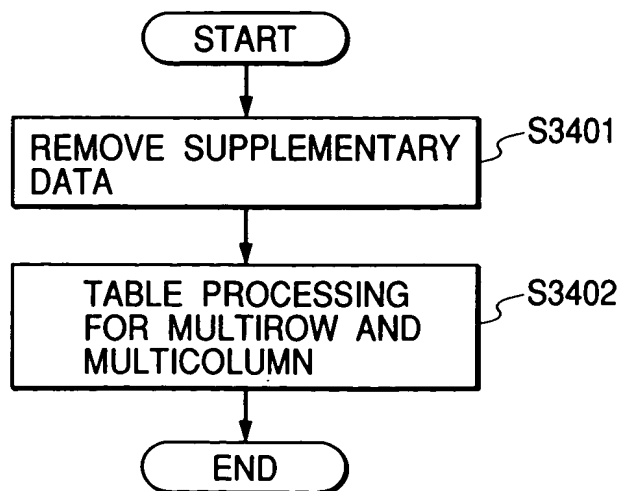 START
REMOVE SUPPLEMENTARY
DATA
S3401
TABLE PROCESSING
FOR MULTIROW AND
MULTICOLUMN
S3402
END